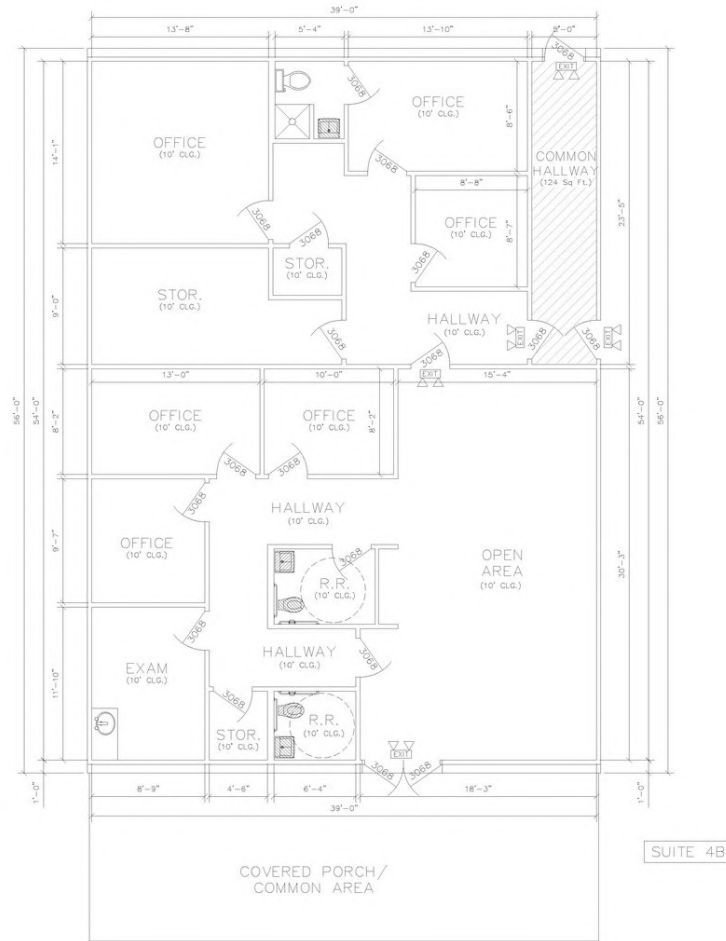 39'-0"
13'-8"
5'-4"
13'-10"
5'-0"
3068
EXIT
3068
OFFICE
(10' CLG.)
8'-6"
OFFICE
(10' CLG.)
14'-1"
COMMON
HALLWAY
(124 Sq Ft.)
3068
8'-8"
23'-5"
OFFICE
(10' CLG.)
8'-7"
3068
3068
3068
STOR.
(10' CLG.)
STOR.
(10' CLG.)
9'-0"
HALLWAY
(10' CLG.)
3068
EXIT
3068
3068
EXIT
3068
EXIT
56'-0"
54'-0"
54'-0"
56'-0"
13'-0"
10'-0"
15'-4"
8'-2"
OFFICE
(10' CLG.)
OFFICE
(10' CLG.)
8'-2"
3068
3068
3068
HALLWAY
(10' CLG.)
9'-7"
OFFICE
(10' CLG.)
3068
R.R.
(10' CLG.)
OPEN
AREA
(10' CLG.)
30'-3"
3068
HALLWAY
(10' CLG.)
3068
EXAM
(10' CLG.)
11'-10"
3068
STOR.
(10' CLG.)
R.R.
(10' CLG.)
EXIT
3068
3068
1'-0"
8'-9"
4'-6"
6'-4"
18'-3"
1'-0"
39'-0"
SUITE 4B
COVERED PORCH/
COMMON AREA